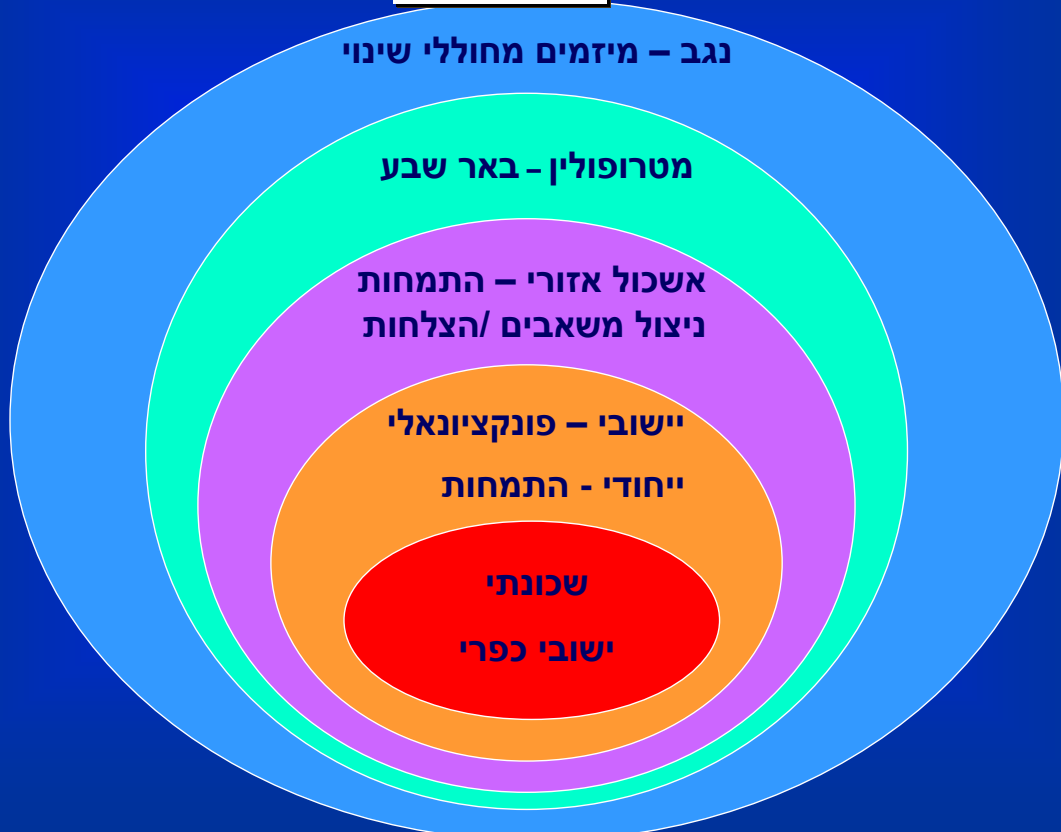 נגב – מיזמים מחוללי שינוי
מטרופולין – באר שבע
אשכול אזורי – התמחות
ניצול משאבים /הצלחות
יישובי – פונקציונאלי
ייחודי - התמחות
שכונתי
ישובי כפרי